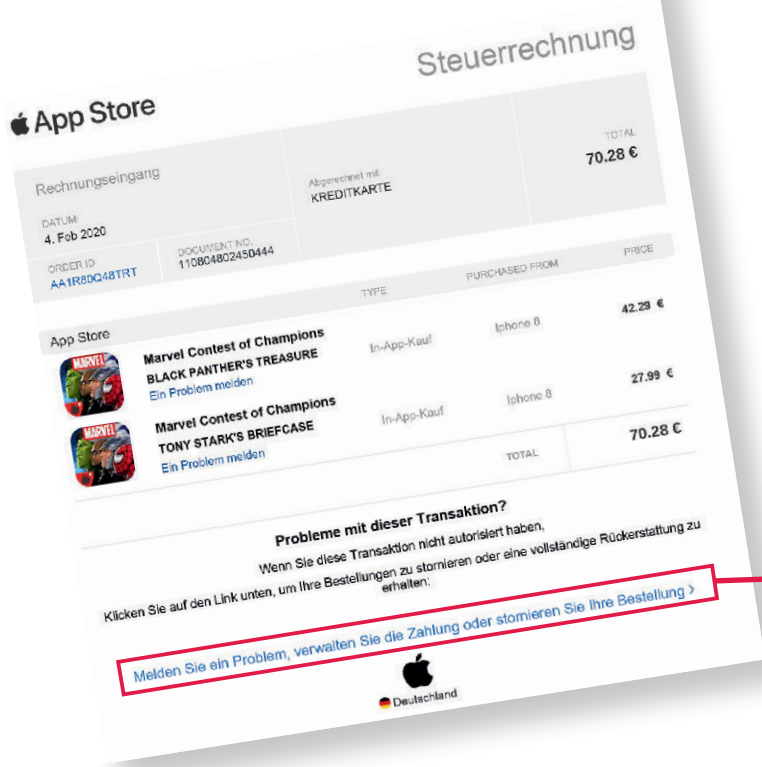 App Store
Steuerrechnung
Rechnungseingang
DATUM:
4. Feb 2020
ORDER ID
AA1R80Q48TRT
DOCUMENT NO.
110804802450444
Abgerechnet mit:
KREDITKARTE
TOTAL
70.28 €
App Store
TYPE
PURCHASED FROM
PRICE
MARVEL
Marvel Contest of Champions
BLACK PANTHER'S TREASURE
Ein Problem melden
In-App-Kauf
Iphone 8
42.29 €
MARVEL
Marvel Contest of Champions
TONY STARK'S BRIEFCASE
Ein Problem melden
In-App-Kauf
Iphone 8
27.99 €
TOTAL
70.28 €
Probleme mit dieser Transaktion?
Wenn Sie diese Transaktion nicht autorisiert haben,
Klicken Sie auf den Link unten, um Ihre Bestellungen zu stornieren oder eine vollständige Rückerstattung zu
erhalten:
Melden Sie ein Problem, verwalten Sie die Zahlung oder stornieren Sie Ihre Bestellung >
Deutschland